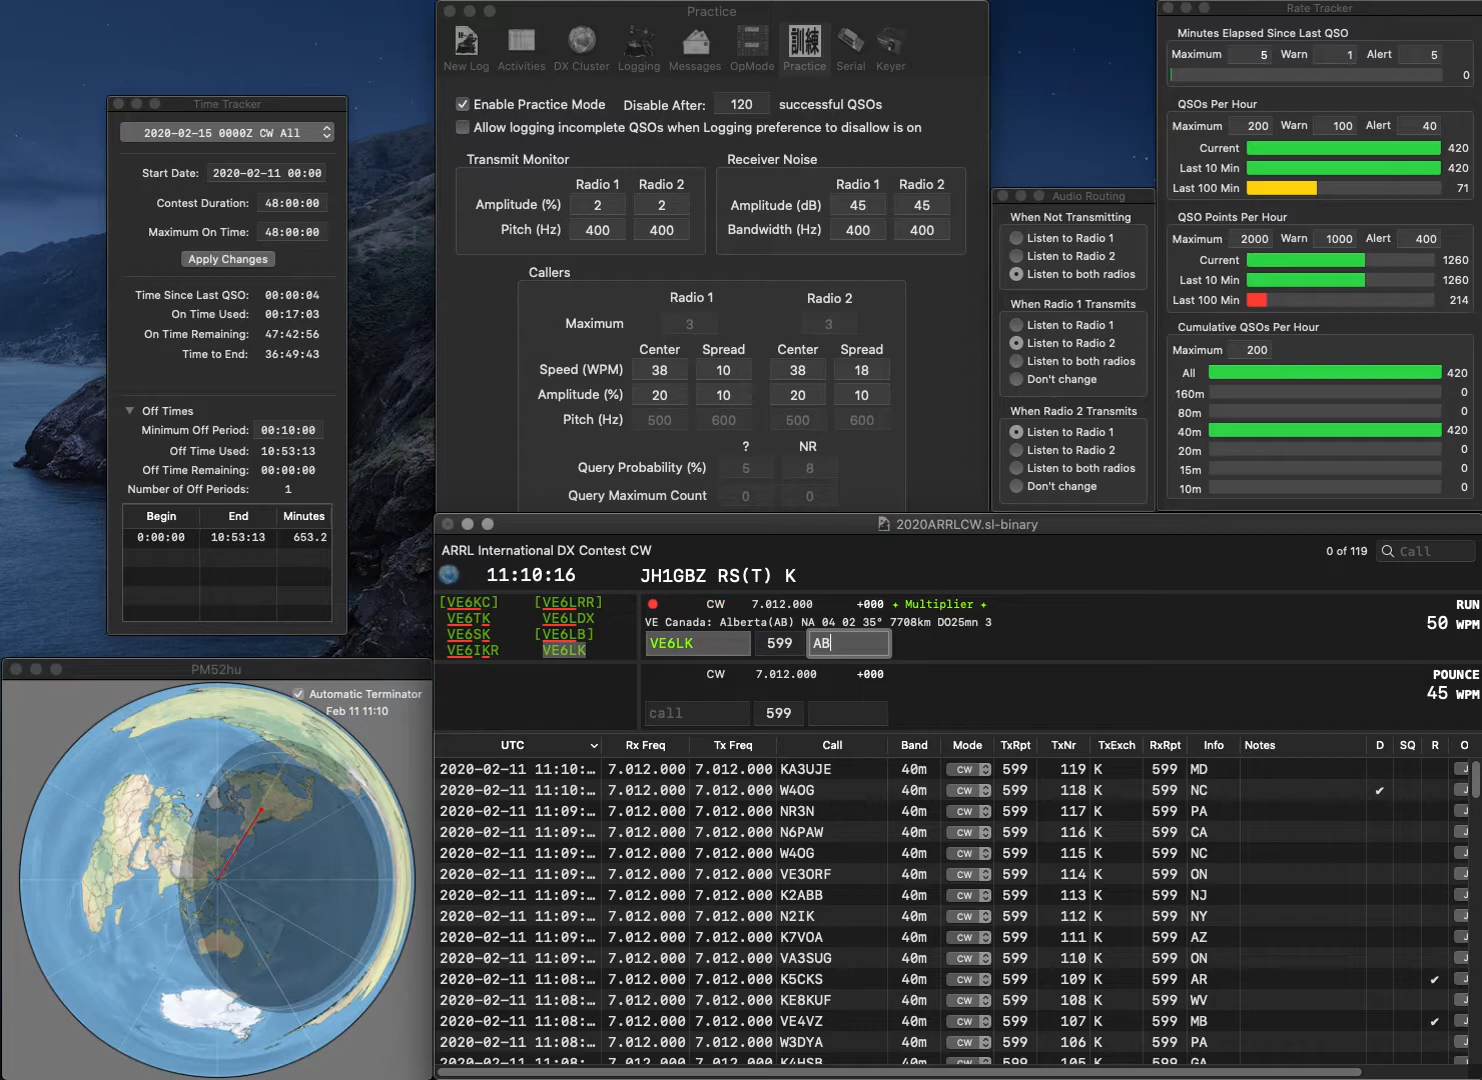 Practice
New Log Activities DX Cluster Logging Messages OpMode Practice Serial Keyer
Enable Practice Mode Disable After: 120 successful QSOs
Allow logging incomplete QSOs when Logging preference to disallow is on
Transmit Monitor
Radio 1 Radio 2
Amplitude (%) 2 2
Pitch (Hz) 400 400
Receiver Noise
Radio 1 Radio 2
Amplitude (dB) 45 45
Bandwidth (Hz) 400 400
Callers
Radio 1 Radio 2
Maximum 3 3
Center Spread Center Spread
Speed (WPM) 38 10 38 18
Amplitude (%) 20 10 20 10
Pitch (Hz) 500 600 500 600
? NR
Query Probability (%) 5 8
Query Maximum Count 0 0
Time Tracker
2020-02-15 0000Z CW All
Start Date: 2020-02-11 00:00
Contest Duration: 48:00:00
Maximum On Time: 48:00:00
Apply Changes
Time Since Last QSO: 00:00:04
On Time Used: 00:17:03
On Time Remaining: 47:42:56
Time to End: 36:49:43
Off Times
Minimum Off Period: 00:10:00
Off Time Used: 10:53:13
Off Time Remaining: 00:00:00
Number of Off Periods: 1
Begin End Minutes
0:00:00 10:53:13 653.2
Audio Routing
When Not Transmitting
Listen to Radio 1
Listen to Radio 2
Listen to both radios
When Radio 1 Transmits
Listen to Radio 1
Listen to Radio 2
Listen to both radios
Don't change
When Radio 2 Transmits
Listen to Radio 1
Listen to Radio 2
Listen to both radios
Don't change
Rate Tracker
Minutes Elapsed Since Last QSO
Maximum 5 Warn 1 Alert 5
0
QSOs Per Hour
Maximum 200 Warn 100 Alert 40
Current 420
Last 10 Min 420
Last 100 Min 71
QSO Points Per Hour
Maximum 2000 Warn 1000 Alert 400
Current 1260
Last 10 Min 1260
Last 100 Min 214
Cumulative QSOs Per Hour
Maximum 200
All 420
160m 0
80m 0
40m 420
20m 0
15m 0
10m 0
PM52hu
Automatic Terminator
Feb 11 11:10
2020ARRLCW.sl-binary
ARRL International DX Contest CW 0 of 119 Call
11:10:16 JH1GBZ RS(T) K
[VE6KC] [VE6LRR]
VE6TK VE6LDX
VE6SK [VE6LB]
VE6IKR VE6LK
CW 7.012.000 +000 + Multiplier + RUN
VE Canada: Alberta(AB) NA 04 02 35° 7708km DO25mn 3 50 WPM
VE6LK 599 AB
CW 7.012.000 +000 POUNCE
45 WPM
call 599
UTC Rx Freq Tx Freq Call Band Mode TxRpt TxNr TxExch RxRpt Info Notes D SQ R O
2020-02-11 11:10:… 7.012.000 7.012.000 KA3UJE 40m CW 599 119 K 599 MD
2020-02-11 11:10:… 7.012.000 7.012.000 W4OG 40m CW 599 118 K 599 NC ✔
2020-02-11 11:09:… 7.012.000 7.012.000 NR3N 40m CW 599 117 K 599 PA
2020-02-11 11:09:… 7.012.000 7.012.000 N6PAW 40m CW 599 116 K 599 CA
2020-02-11 11:09:… 7.012.000 7.012.000 W4OG 40m CW 599 115 K 599 NC
2020-02-11 11:09:… 7.012.000 7.012.000 VE3ORF 40m CW 599 114 K 599 ON
2020-02-11 11:09:… 7.012.000 7.012.000 K2ABB 40m CW 599 113 K 599 NJ
2020-02-11 11:09:… 7.012.000 7.012.000 N2IK 40m CW 599 112 K 599 NY
2020-02-11 11:09:… 7.012.000 7.012.000 K7VOA 40m CW 599 111 K 599 AZ
2020-02-11 11:09:… 7.012.000 7.012.000 VA3SUG 40m CW 599 110 K 599 ON
2020-02-11 11:08:… 7.012.000 7.012.000 K5CKS 40m CW 599 109 K 599 AR ✔
2020-02-11 11:08:… 7.012.000 7.012.000 KE8KUF 40m CW 599 108 K 599 WV
2020-02-11 11:08:… 7.012.000 7.012.000 VE4VZ 40m CW 599 107 K 599 MB ✔
2020-02-11 11:08:… 7.012.000 7.012.000 W3DYA 40m CW 599 106 K 599 PA
2020-02-11 11:08: 7.012.000 7.012.000 K4HSB 40m CW 599 105 K 599 GA